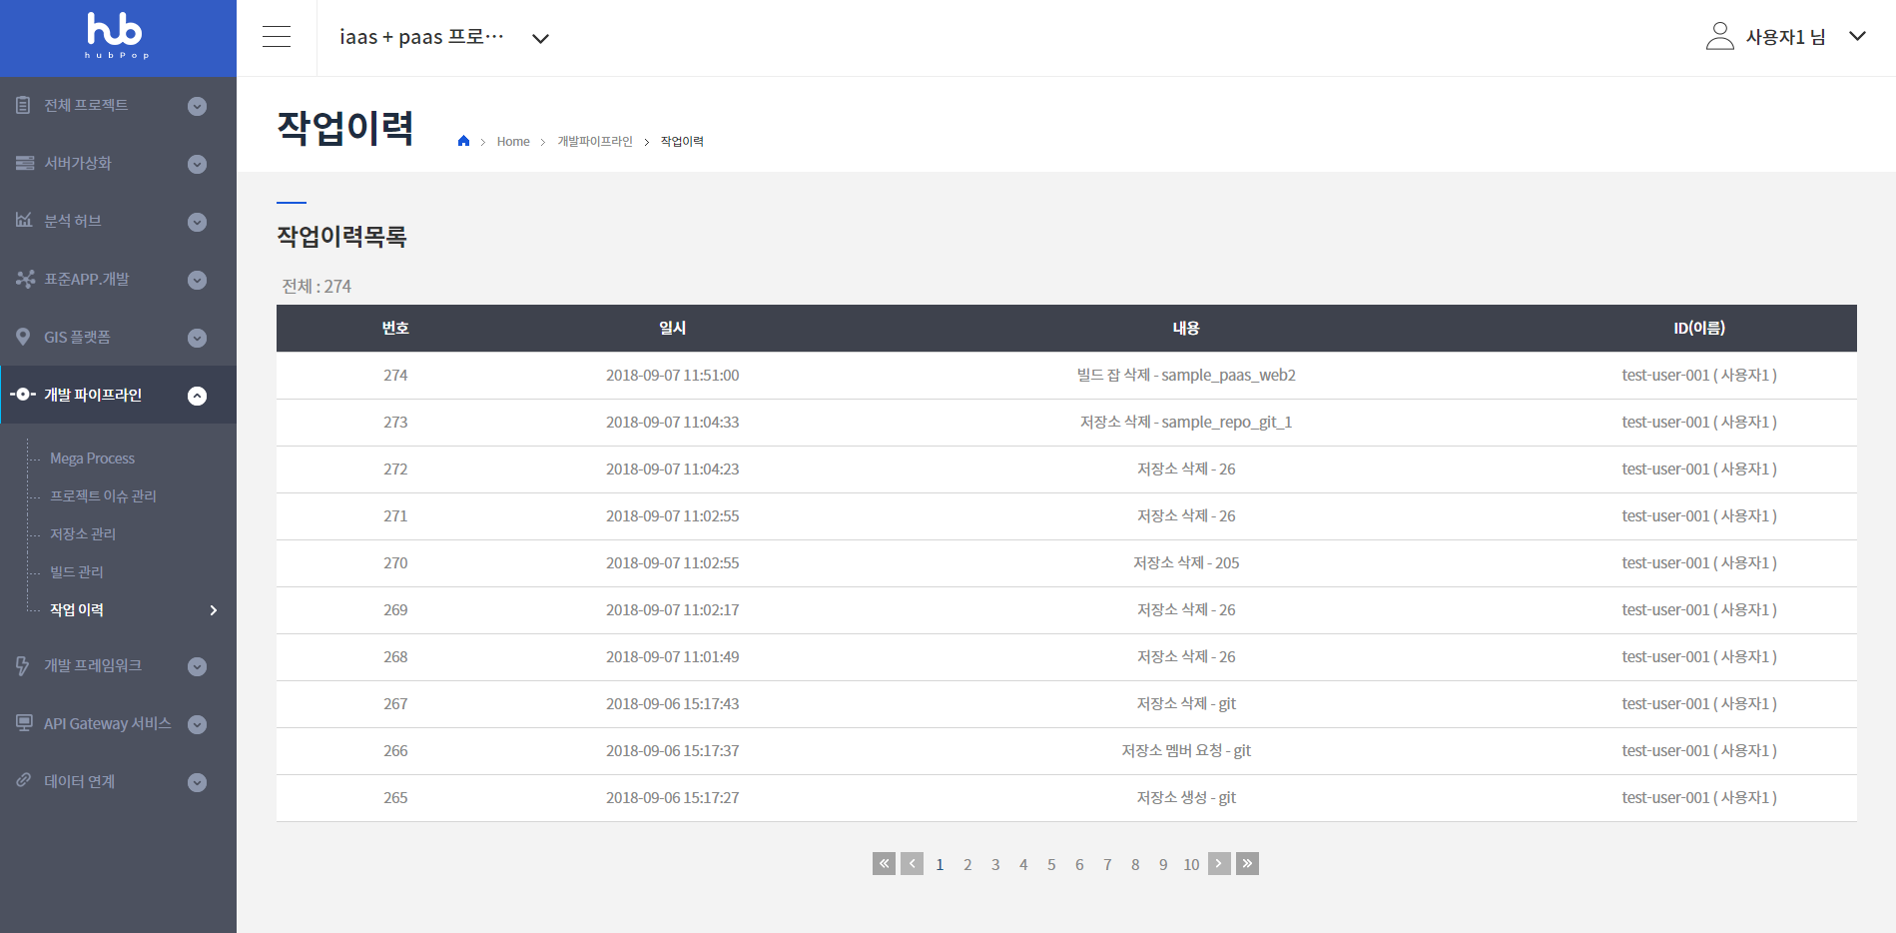 hub
hubPop
iaas + paas 프로…
사용자1 님
전체 프로젝트
서버가상화
분석 허브
표준APP.개발
GIS 플랫폼
개발 파이프라인
Mega Process
프로젝트 이슈 관리
저장소 관리
빌드 관리
작업 이력
개발 프레임워크
API Gateway 서비스
데이터 연계
작업이력
Home
개발파이프라인
작업이력
작업이력목록
전체 : 274
번호 일시 내용 ID(이름)
274 2018-09-07 11:51:00 빌드 잡 삭제 - sample_paas_web2 test-user-001 ( 사용자1 )
273 2018-09-07 11:04:33 저장소 삭제 - sample_repo_git_1 test-user-001 ( 사용자1 )
272 2018-09-07 11:04:23 저장소 삭제 - 26 test-user-001 ( 사용자1 )
271 2018-09-07 11:02:55 저장소 삭제 - 26 test-user-001 ( 사용자1 )
270 2018-09-07 11:02:55 저장소 삭제 - 205 test-user-001 ( 사용자1 )
269 2018-09-07 11:02:17 저장소 삭제 - 26 test-user-001 ( 사용자1 )
268 2018-09-07 11:01:49 저장소 삭제 - 26 test-user-001 ( 사용자1 )
267 2018-09-06 15:17:43 저장소 삭제 - git test-user-001 ( 사용자1 )
266 2018-09-06 15:17:37 저장소 멤버 요청 - git test-user-001 ( 사용자1 )
265 2018-09-06 15:17:27 저장소 생성 - git test-user-001 ( 사용자1 )
1 2 3 4 5 6 7 8 9 10